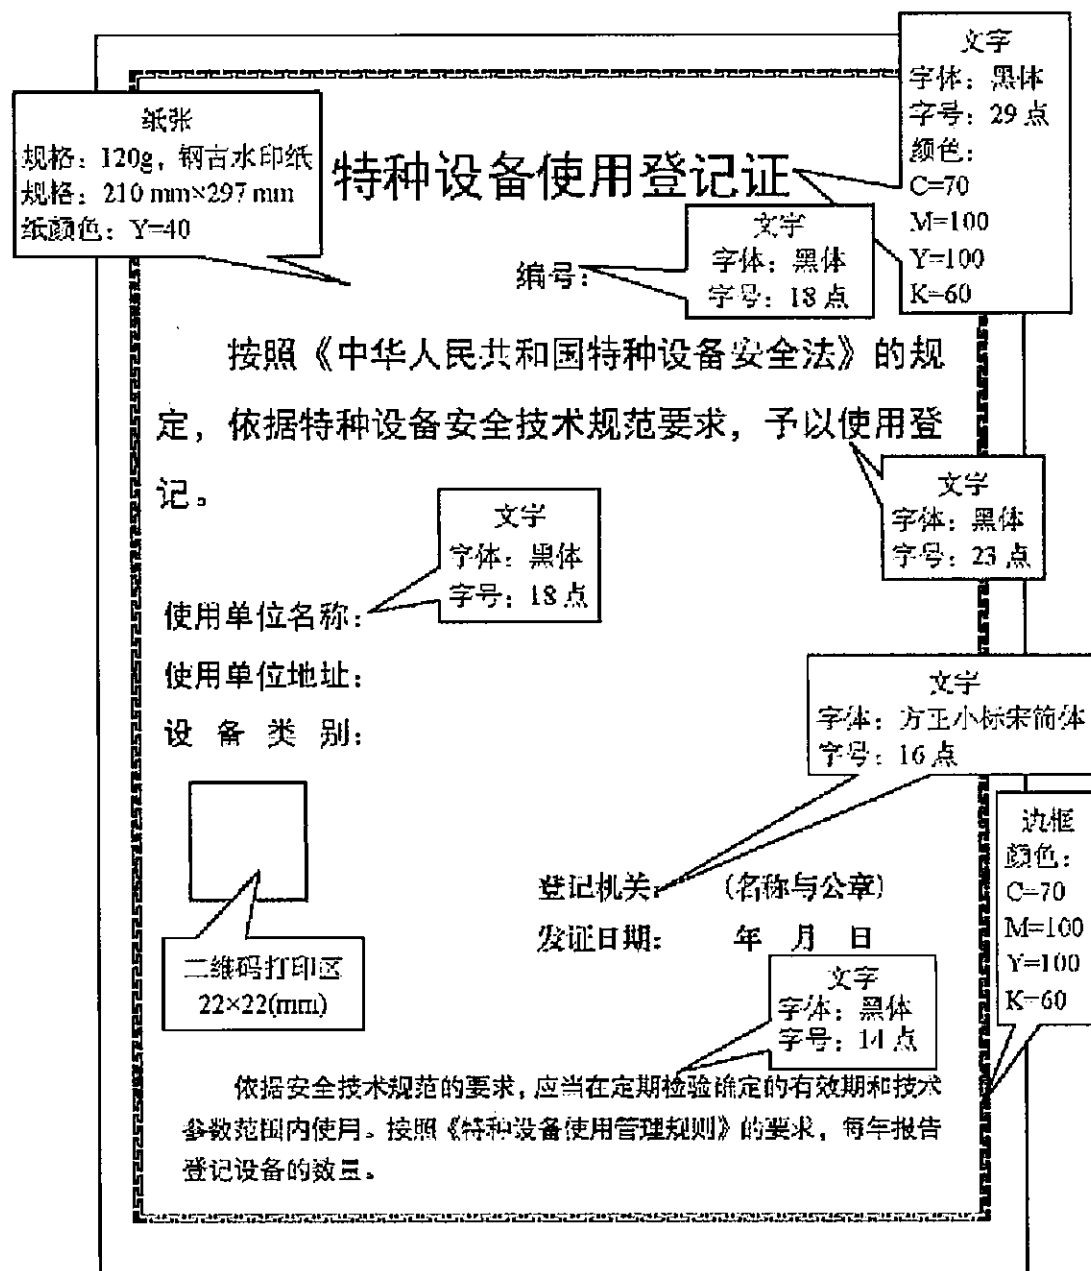 文字
字体：黑体
字号：29 点
颜色：
C=70
M=100
Y=100
K=60
纸张
规格：120g，钢古水印纸
规格：210 mm×297 mm
纸颜色：Y=40
特种设备使用登记证
文字
字体：黑体
字号：18 点
编号：
按照《中华人民共和国特种设备安全法》的规
定，依据特种设备安全技术规范要求，予以使用登
记。
文字
字体：黑体
字号：23 点
文字
字体：黑体
字号：18 点
使用单位名称：
使用单位地址：
设 备 类 别：
文字
字体：方正小标宋简体
字号：16 点
边框
颜色：
C=70
M=100
Y=100
K=60
登记机关： （名称与公章）
发证日期： 年 月 日
二维码打印区
22×22(mm)
文字
字体：黑体
字号：14 点
依据安全技术规范的要求，应当在定期检验确定的有效期和技术
参数范围内使用。按照《特种设备使用管理规则》的要求，每年报告
登记设备的数量。